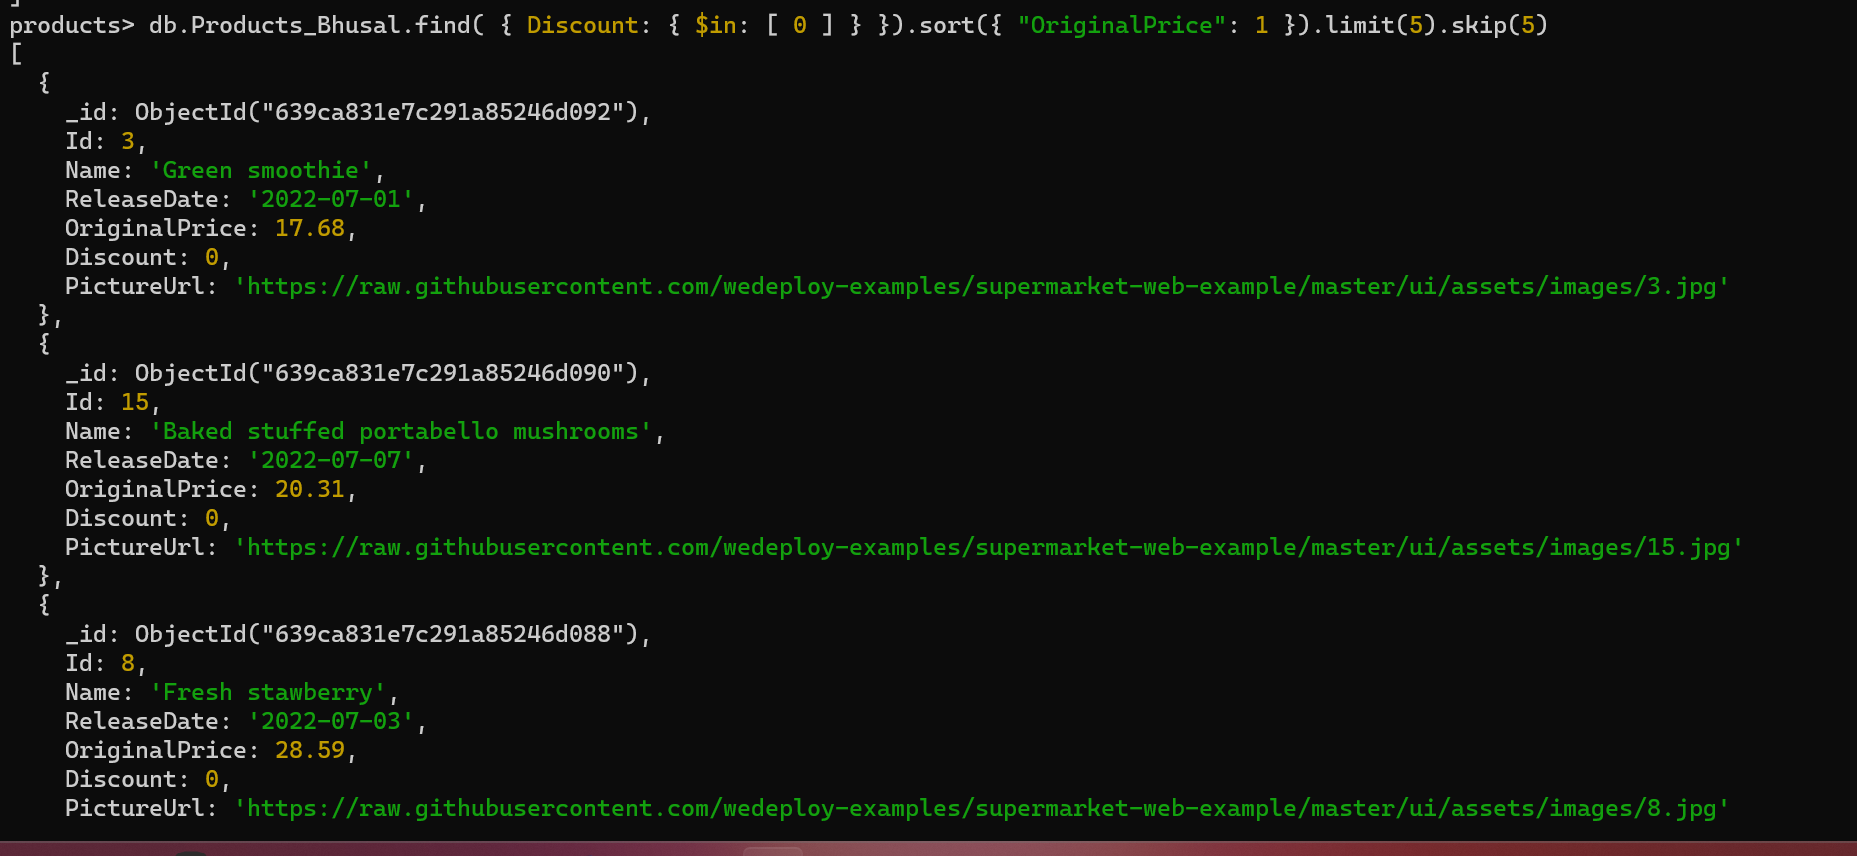 ]
products> db.Products_Bhusal.find( { Discount: { $in: [ 0 ] } }).sort({ "OriginalPrice": 1 }).limit(5).skip(5)
[
  {
    _id: ObjectId("639ca831e7c291a85246d092"),
    Id: 3,
    Name: 'Green smoothie',
    ReleaseDate: '2022-07-01',
    OriginalPrice: 17.68,
    Discount: 0,
    PictureUrl: 'https://raw.githubusercontent.com/wedeploy-examples/supermarket-web-example/master/ui/assets/images/3.jpg'
  },
  {
    _id: ObjectId("639ca831e7c291a85246d090"),
    Id: 15,
    Name: 'Baked stuffed portabello mushrooms',
    ReleaseDate: '2022-07-07',
    OriginalPrice: 20.31,
    Discount: 0,
    PictureUrl: 'https://raw.githubusercontent.com/wedeploy-examples/supermarket-web-example/master/ui/assets/images/15.jpg'
  },
  {
    _id: ObjectId("639ca831e7c291a85246d088"),
    Id: 8,
    Name: 'Fresh stawberry',
    ReleaseDate: '2022-07-03',
    OriginalPrice: 28.59,
    Discount: 0,
    PictureUrl: 'https://raw.githubusercontent.com/wedeploy-examples/supermarket-web-example/master/ui/assets/images/8.jpg'